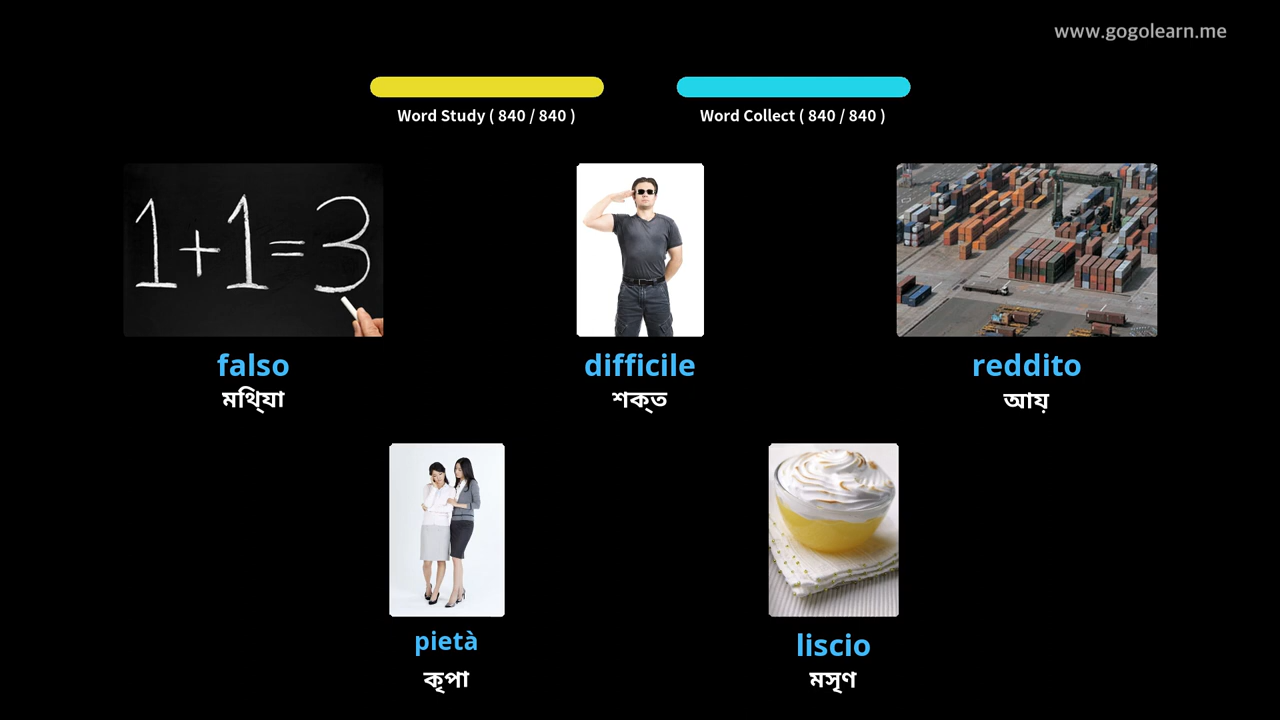 www.gogolearn.me
Word Study ( 840 / 840 )
Word Collect ( 840 / 840 )
1+1=3
falso
difficile
reddito
মিথ্যা
শক্ত
আয়
pietà
liscio
কৃপা
মসৃণ